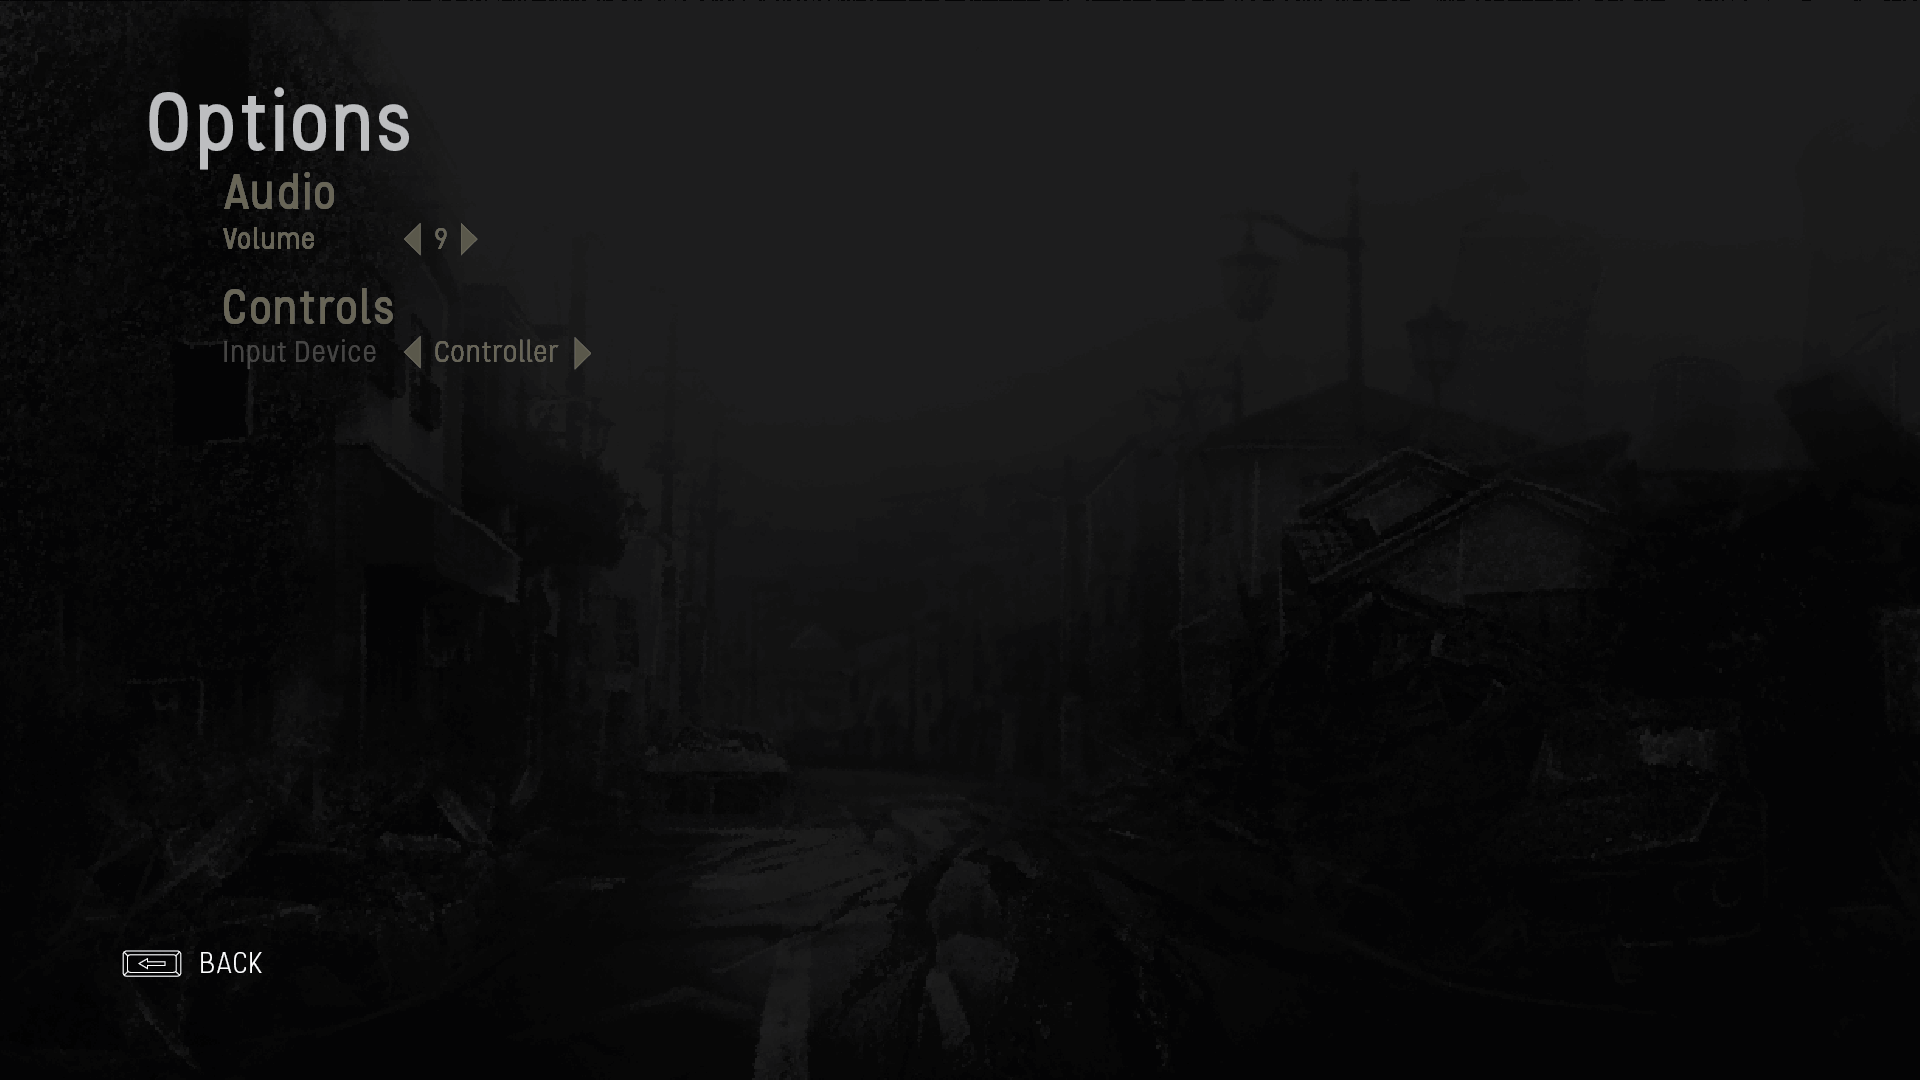 Options
Audio
Volume 9
Controls
Input Device Controller
BACK